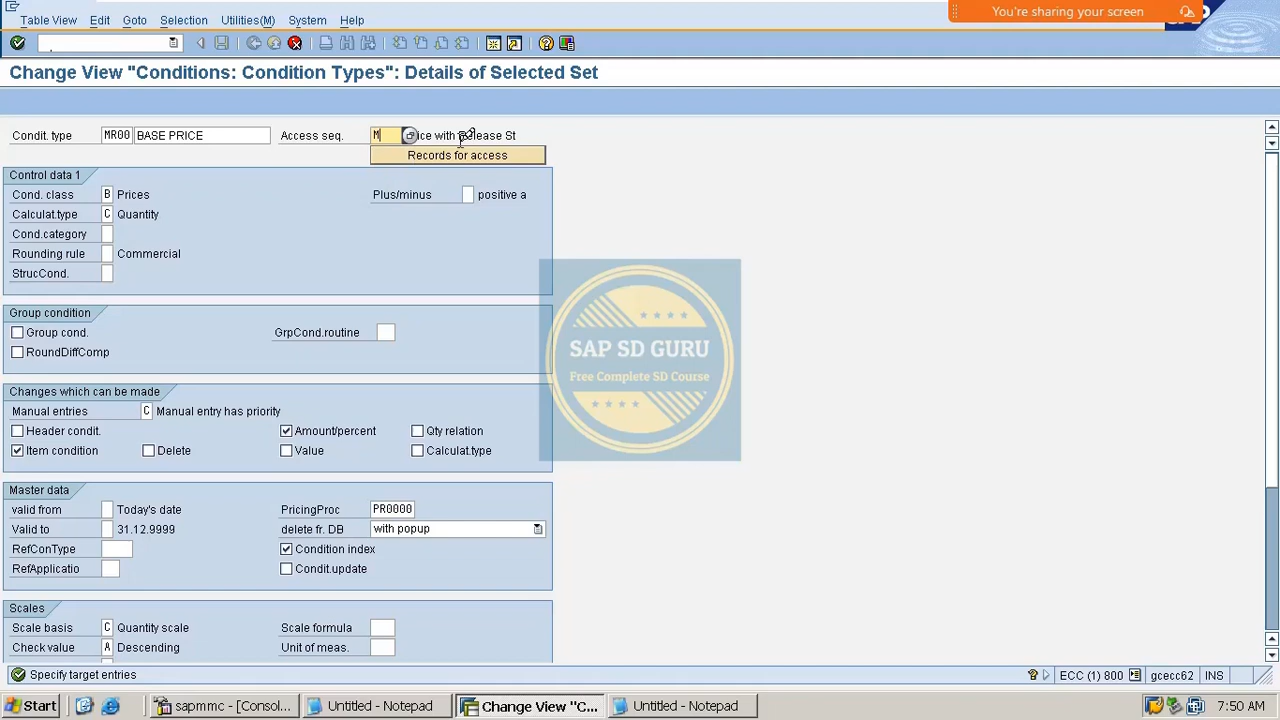 Table View Edit Goto Selection Utilities(M) System Help
You're sharing your screen
Change View "Conditions: Condition Types": Details of Selected Set
Condit. type MR00 BASE PRICE Access seq. M ice with Release St
Records for access
Control data 1
Cond. class B Prices Plus/minus positive a
Calculat.type C Quantity
Cond.category
Rounding rule Commercial
StrucCond.
Group condition
Group cond. GrpCond.routine
RoundDiffComp
SAP SD GURU
Free Complete SD Course
Changes which can be made
Manual entries C Manual entry has priority
Header condit. Amount/percent Qty relation
Item condition Delete Value Calculat.type
Master data
valid from Today's date PricingProc PR0000
Valid to 31.12.9999 delete fr. DB with popup
RefConType Condition index
RefApplicatio Condit.update
Scales
Scale basis C Quantity scale Scale formula
Check value A Descending Unit of meas.
Specify target entries ECC (1) 800 gcecc62 INS
Start sapmmc - [Consol... Untitled - Notepad Change View "C... Untitled - Notepad 7:50 AM